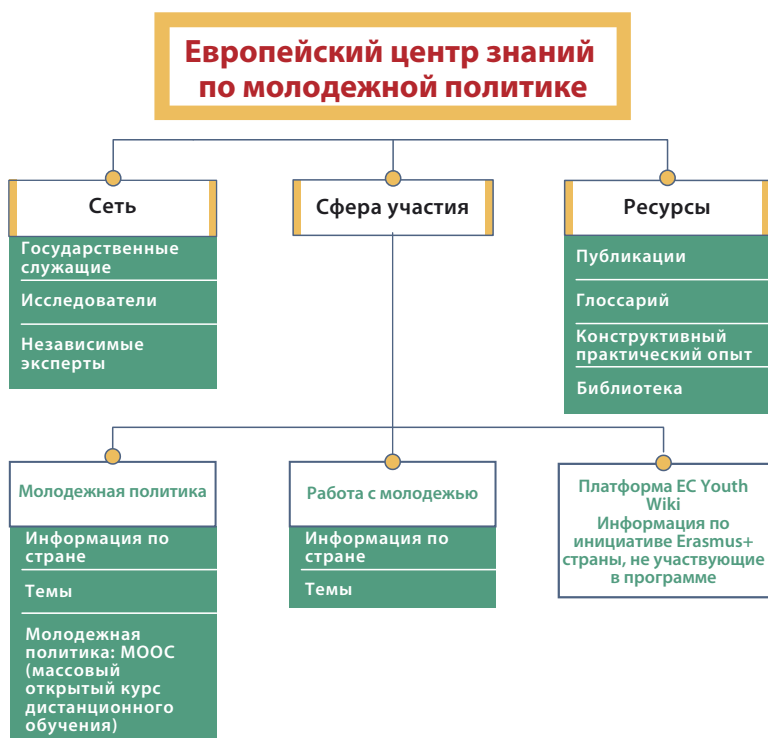 Европейский центр знаний
по молодежной политике
Сеть
Государственные
служащие
Исследователи
Независимые
эксперты
Сфера участия
Ресурсы
Публикации
Глоссарий
Конструктивный
практический опыт
Библиотека
Молодежная политика
Информация по
стране
Темы
Молодежная
политика: МООС
(массовый
открытый курс
дистанционного
обучения)
Работа с молодежью
Информация по
стране
Темы
Платформа ЕС Youth
Wiki
Информация по
инициативе Erasmus+
страны, не участвующие
в программе